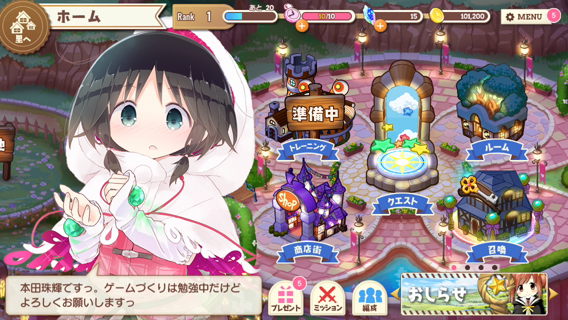 ホーム
里へ
Rank 1
あと 20
10/10
15
101,200
MENU
5
準備中
トレーニング
ルーム
クエスト
Shop
商店街
召喚
本田珠輝ですっ。ゲームづくりは勉強中だけど
よろしくお願いしますっ
5
プレゼント
ミッション
編成
おしらせ